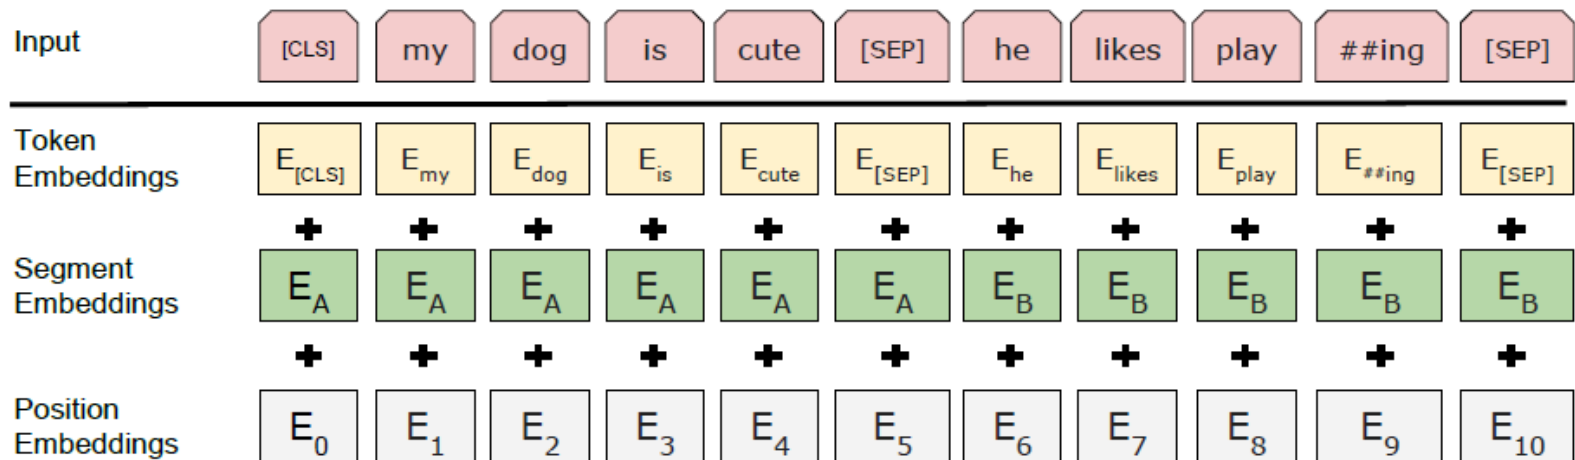 Input [CLS] my dog is cute [SEP] he likes play ##ing [SEP]
Token Embeddings E[CLS] Emy Edog Eis Ecute E[SEP] Ehe Elikes Eplay E##ing E[SEP]
+ + + + + + + + + + +
Segment Embeddings EA EA EA EA EA EA EB EB EB EB EB
+ + + + + + + + + + +
Position Embeddings E0 E1 E2 E3 E4 E5 E6 E7 E8 E9 E10